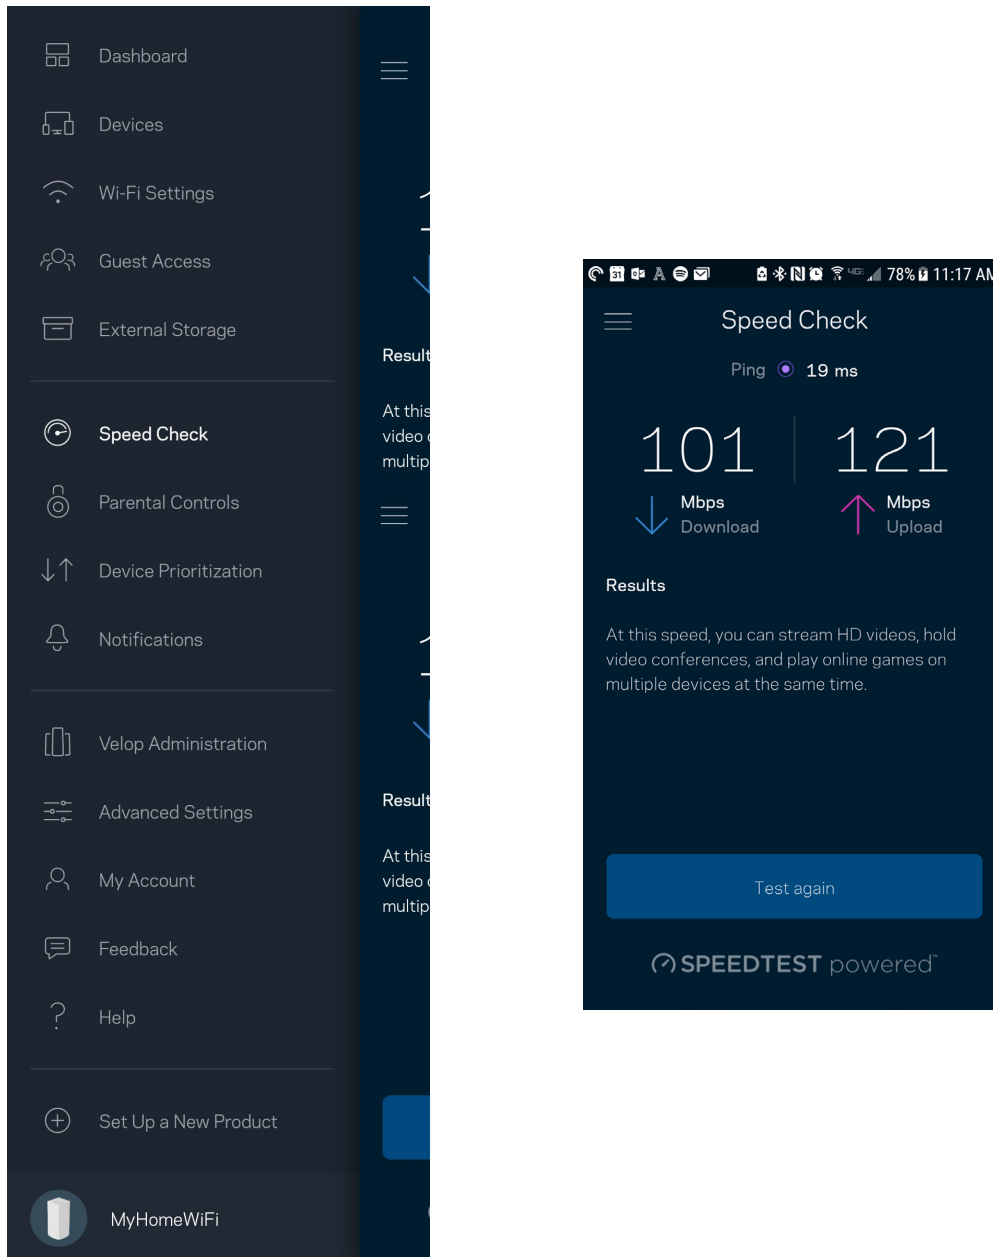 Dashboard
Devices
Wi-Fi Settings
Guest Access
External Storage
Speed Check
Parental Controls
Device Prioritization
Notifications
Velop Administration
Advanced Settings
My Account
Feedback
Help
Set Up a New Product
MyHomeWiFi
Result
At this
video
multip
Result
At this
video
multip
31 78% 11:17 AM
Speed Check
Ping 19 ms
101 121
Mbps Mbps
Download Upload
Results
At this speed, you can stream HD videos, hold
video conferences, and play online games on
multiple devices at the same time.
Test again
SPEEDTEST powered™